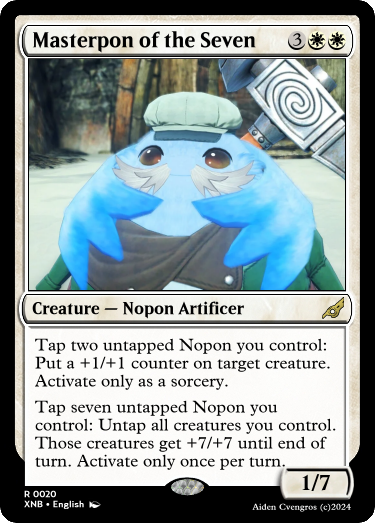 Masterpon of the Seven 3
Creature — Nopon Artificer
Tap two untapped Nopon you control:
Put a +1/+1 counter on target creature.
Activate only as a sorcery.
Tap seven untapped Nopon you
control: Untap all creatures you control.
Those creatures get +7/+7 until end of
turn. Activate only once per turn.
1/7
R 0020
XNB • English
Aiden Cvengros (c)2024